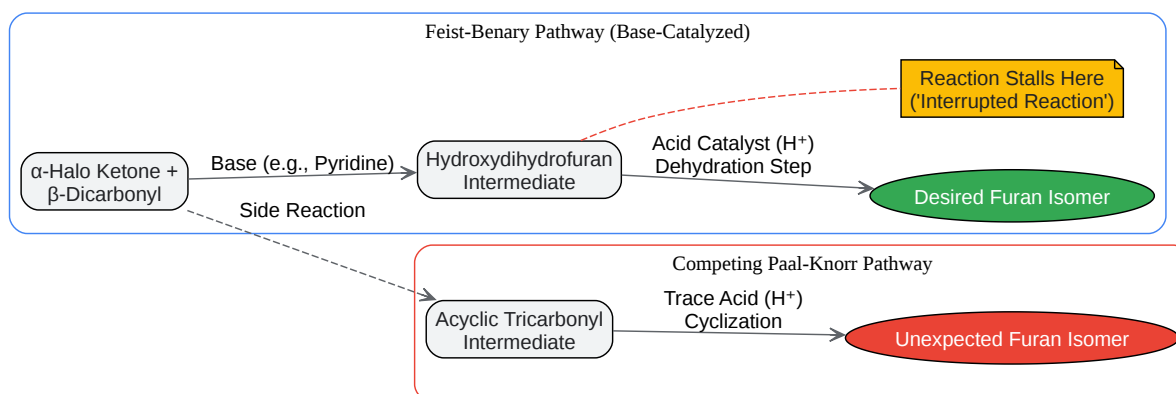 Feist-Benary Pathway (Base-Catalyzed)
Reaction Stalls Here
('Interrupted Reaction')
α-Halo Ketone +
β-Dicarbonyl
Base (e.g., Pyridine)
Hydroxydihydrofuran
Intermediate
Acid Catalyst (H⁺)
Dehydration Step
Desired Furan Isomer
Side Reaction
Competing Paal-Knorr Pathway
Acyclic Tricarbonyl
Intermediate
Trace Acid (H⁺)
Cyclization
Unexpected Furan Isomer